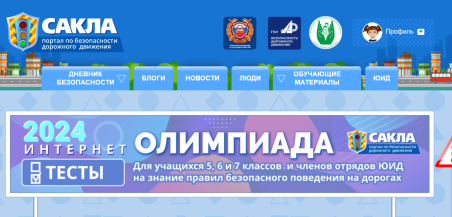 САКЛА
портал по безопасности
дорожного движения
Профиль
ДНЕВНИК
БЕЗОПАСНОСТИ
БЛОГИ
НОВОСТИ
ЛЮДИ
ОБУЧАЮЩИЕ
МАТЕРИАЛЫ
ЮИД
2024
ИНТЕРНЕТ
ОЛИМПИАДА
САКЛА
портал по безопасности
дорожного движения
ТЕСТЫ
Для учащихся 5, 6 и 7 классов и членов отрядов ЮИД
на знание правил безопасного поведения на дорогах